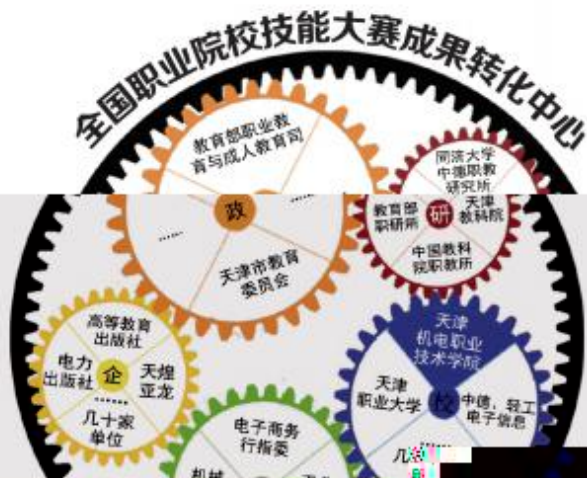 全国职业院校技能大赛成果转化中心
教育部职业教
育与成人教育司
政
……
……
天津市教育
委员会
同济大学
中德职教
研究所
教育部
职研所
研
天津
教科院
中国教科
院职教所
高等教育
出版社
电力
出版社
企
天煌
亚龙
……
几十家
单位
天津
机电职业
技术学院
天津
职业大学
校
中德、轻工
电子信息
……
电子商务
行指委
机械